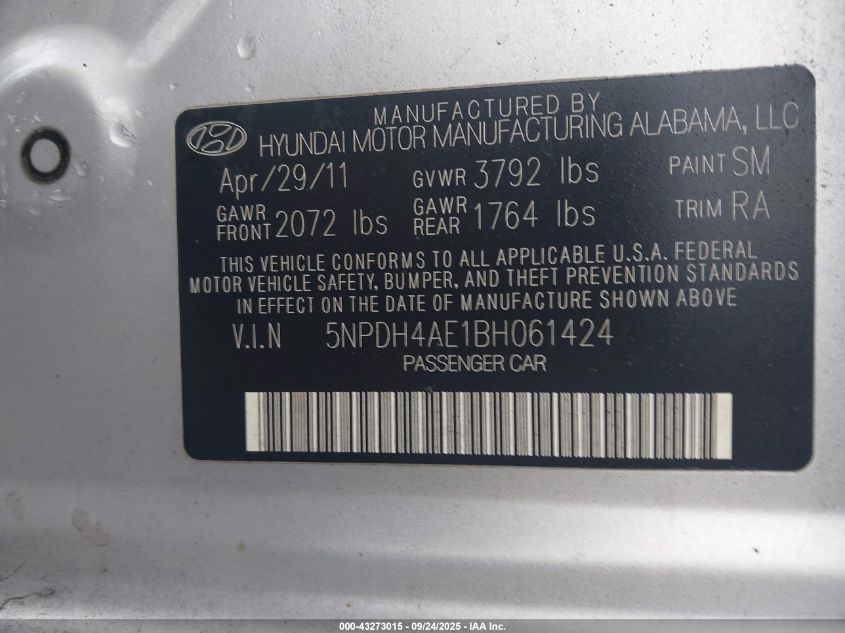 MANUFACTURED BY
HYUNDAI MOTOR MANUFACTURING ALABAMA, LLC
Apr/29/11 GVWR 3792 lbs PAINT SM
GAWR FRONT 2072 lbs GAWR REAR 1764 lbs TRIM RA
THIS VEHICLE CONFORMS TO ALL APPLICABLE U.S.A. FEDERAL
MOTOR VEHICLE SAFETY, BUMPER, AND THEFT PREVENTION STANDARDS
IN EFFECT ON THE DATE OF MANUFACTURE SHOWN ABOVE
V.I.N 5NPDH4AE1BH061424
PASSENGER CAR
000-43273015 - 09/24/2025 - IAA Inc.